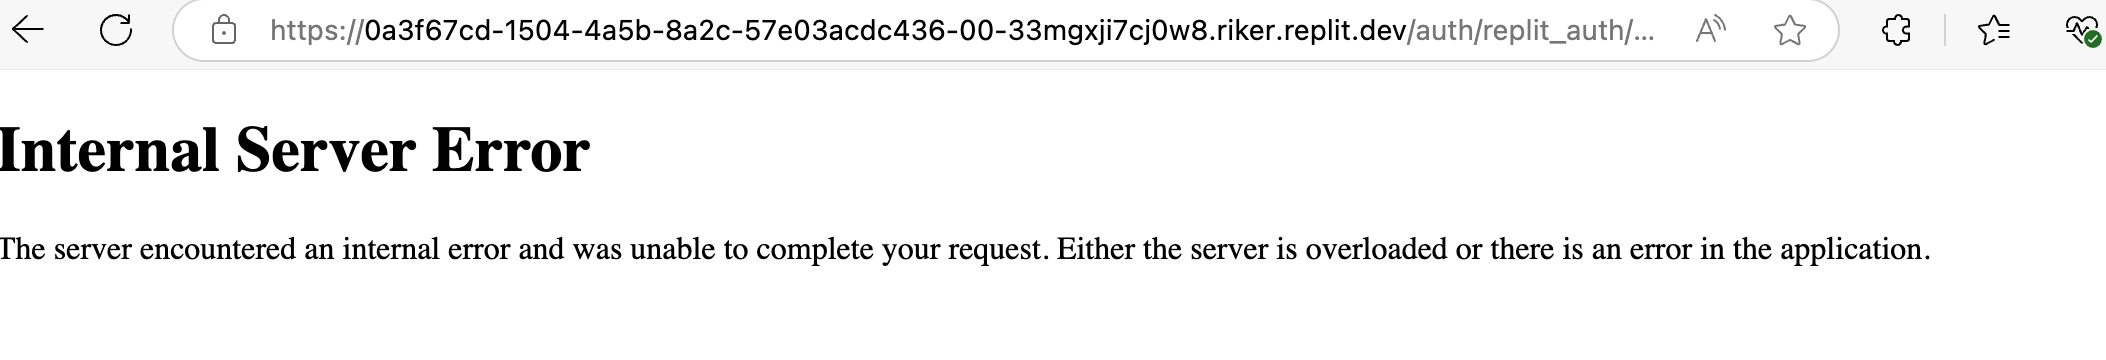 https://0a3f67cd-1504-4a5b-8a2c-57e03acdc436-00-33mgxji7cj0w8.riker.replit.dev/auth/replit_auth/...
Internal Server Error
The server encountered an internal error and was unable to complete your request. Either the server is overloaded or there is an error in the application.